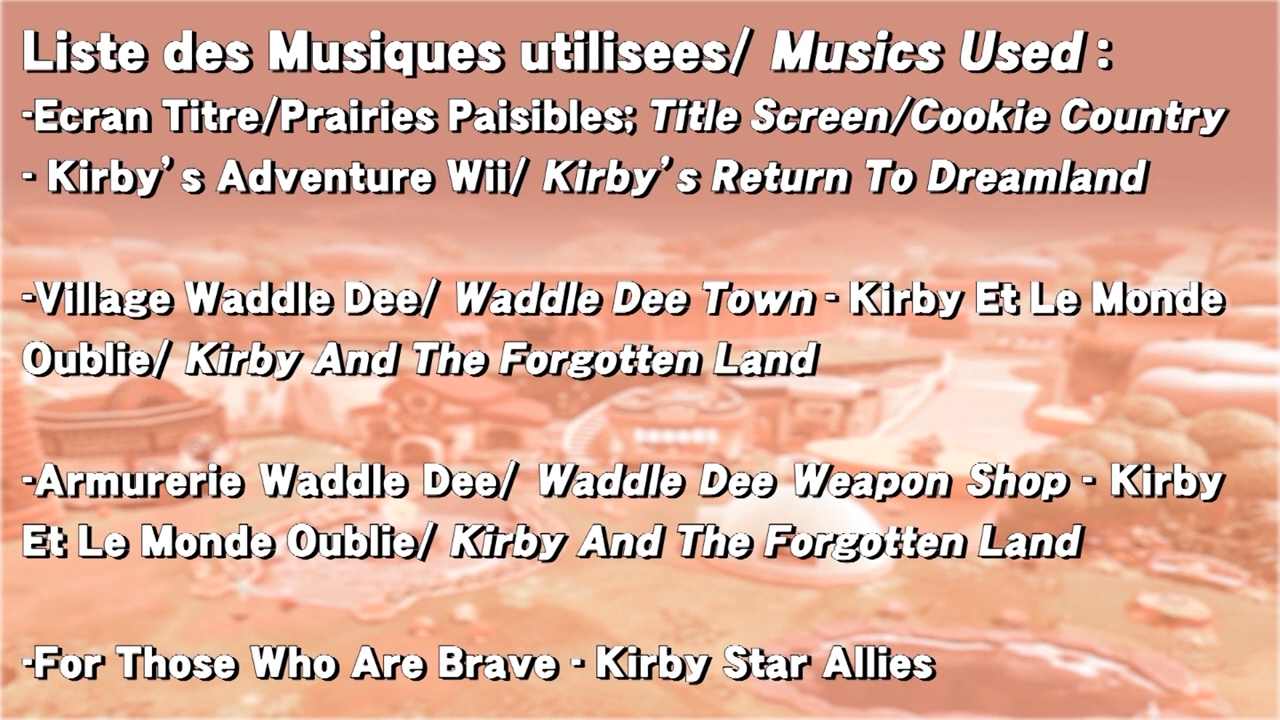 Liste des Musiques utilisees/ Musics Used :
-Ecran Titre/Prairies Paisibles; Title Screen/Cookie Country
- Kirby's Adventure Wii/ Kirby's Return To Dreamland
-Village Waddle Dee/ Waddle Dee Town - Kirby Et Le Monde
Oublie/ Kirby And The Forgotten Land
-Armurerie Waddle Dee/ Waddle Dee Weapon Shop - Kirby
Et Le Monde Oublie/ Kirby And The Forgotten Land
-For Those Who Are Brave - Kirby Star Allies